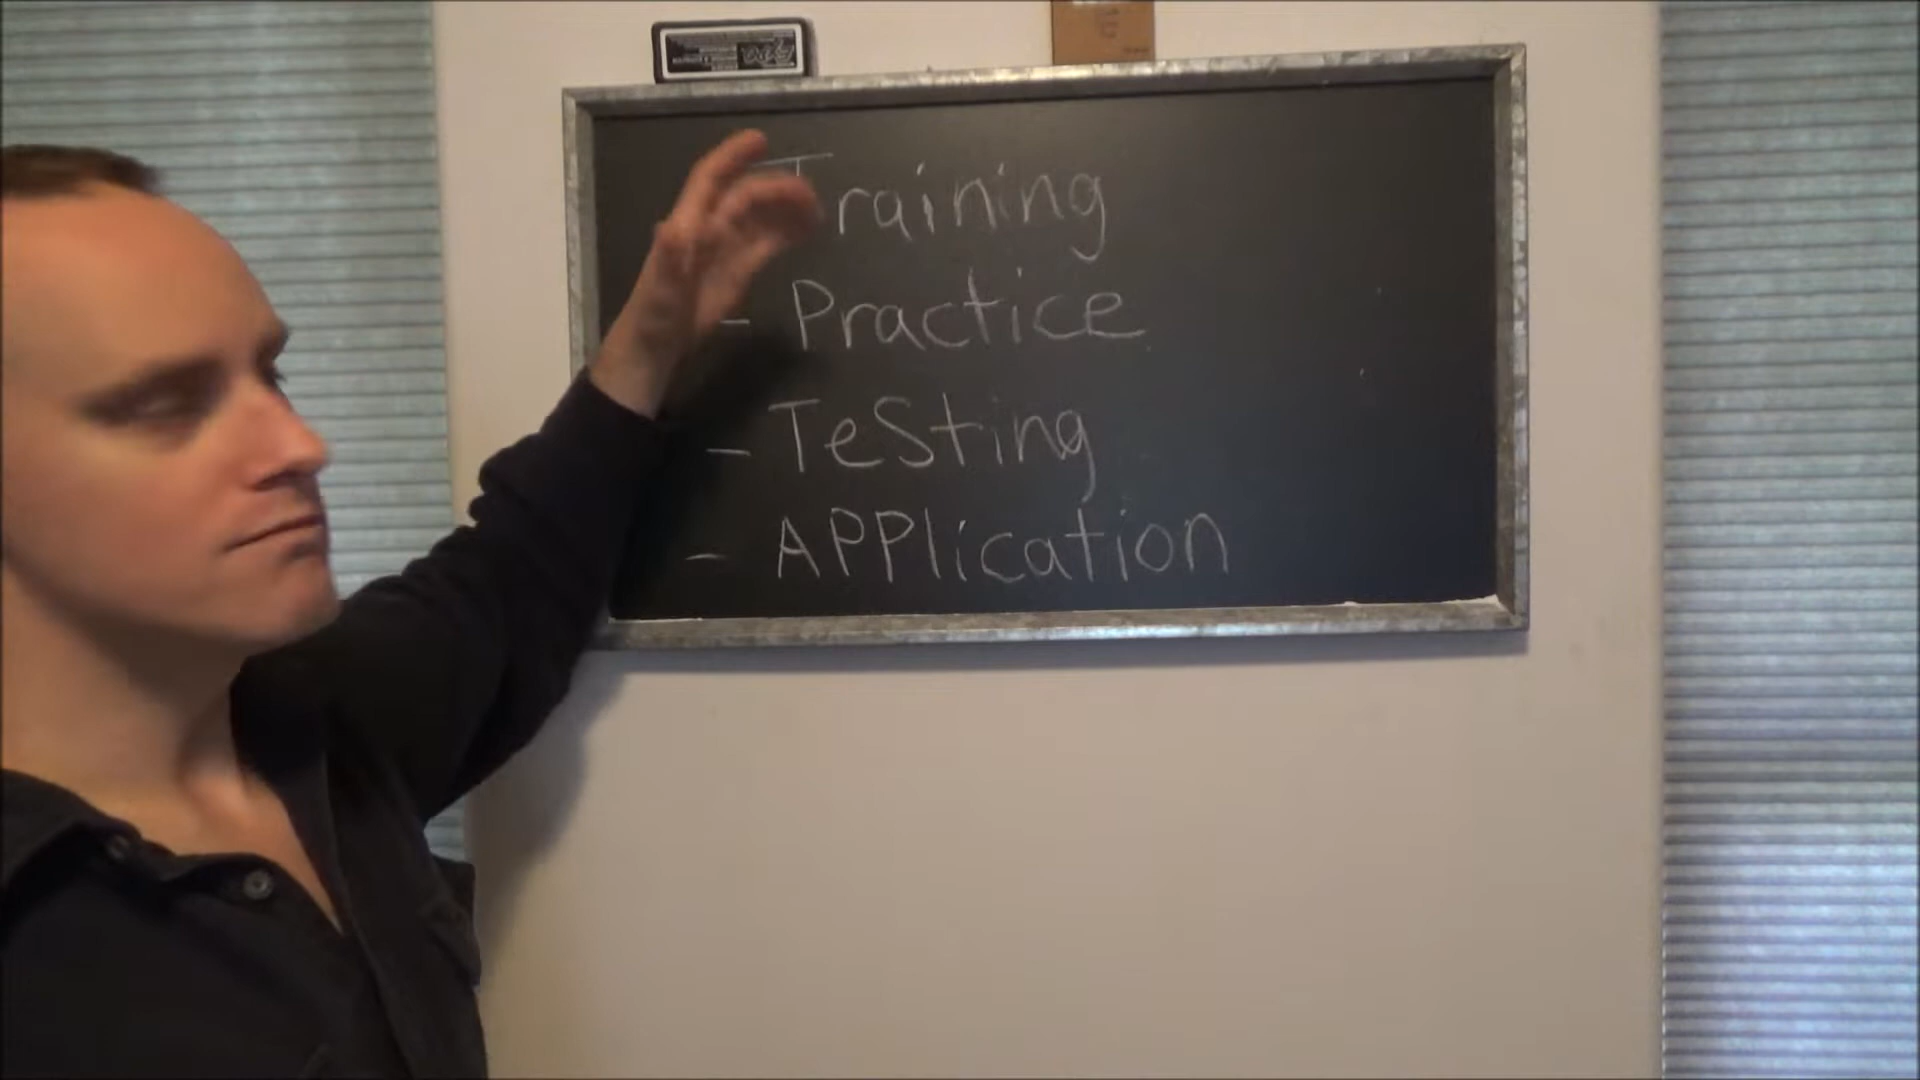 Training
- Practice
- TeSting
- APPlication